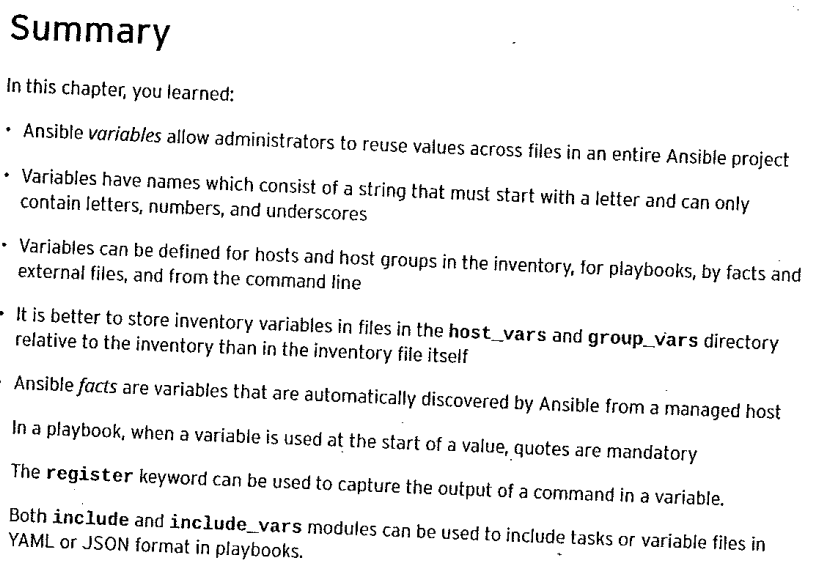 Summary
In this chapter, you learned:
• Ansible variables allow administrators to reuse values across files in an entire Ansible project
• Variables have names which consist of a string that must start with a letter and can only
contain letters, numbers, and underscores
• Variables can be defined for hosts and host groups in the inventory, for playbooks, by facts and
external files, and from the command line
• It is better to store inventory variables in files in the host_vars and group_vars directory
relative to the inventory than in the inventory file itself
• Ansible facts are variables that are automatically discovered by Ansible from a managed host
In a playbook, when a variable is used at the start of a value, quotes are mandatory
The register keyword can be used to capture the output of a command in a variable.
Both include and include_vars modules can be used to include tasks or variable files in
YAML or JSON format in playbooks.